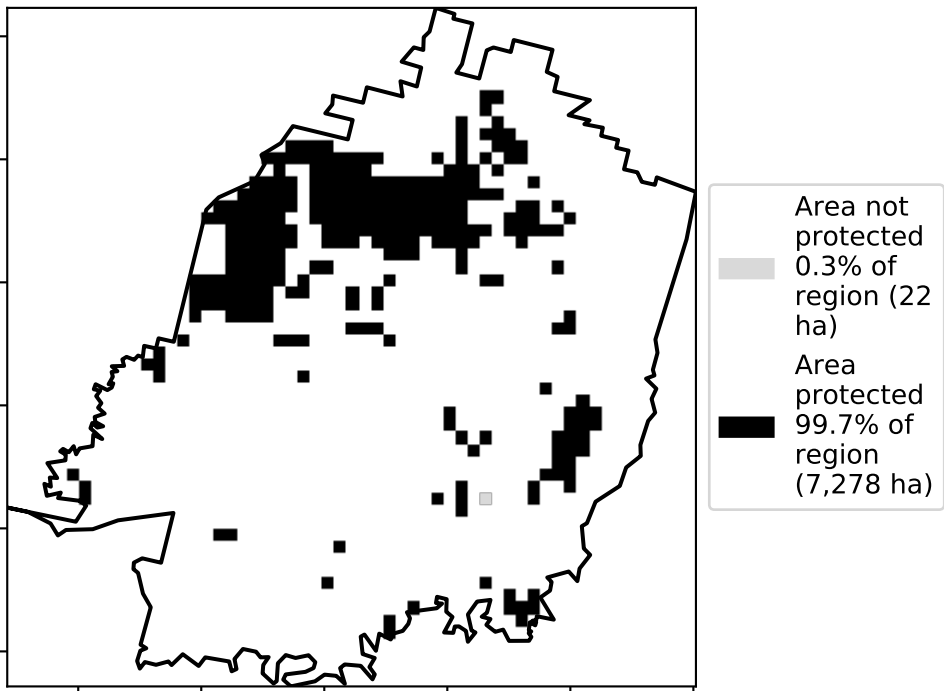 Area not
protected
0.3% of
region (22
ha)
Area
protected
99.7% of
region
(7,278 ha)